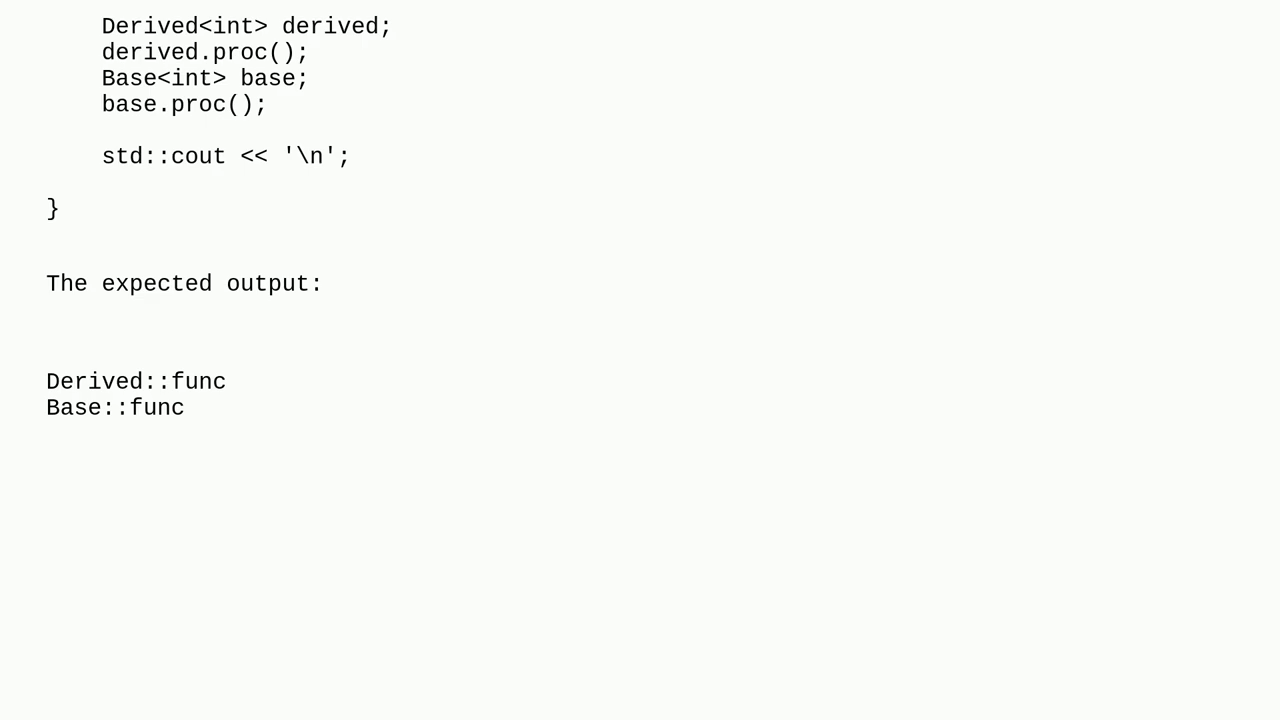 Derived<int> derived;
    derived.proc();
    Base<int> base;
    base.proc();

    std::cout << '\n';

}

The expected output:

Derived::func
Base::func